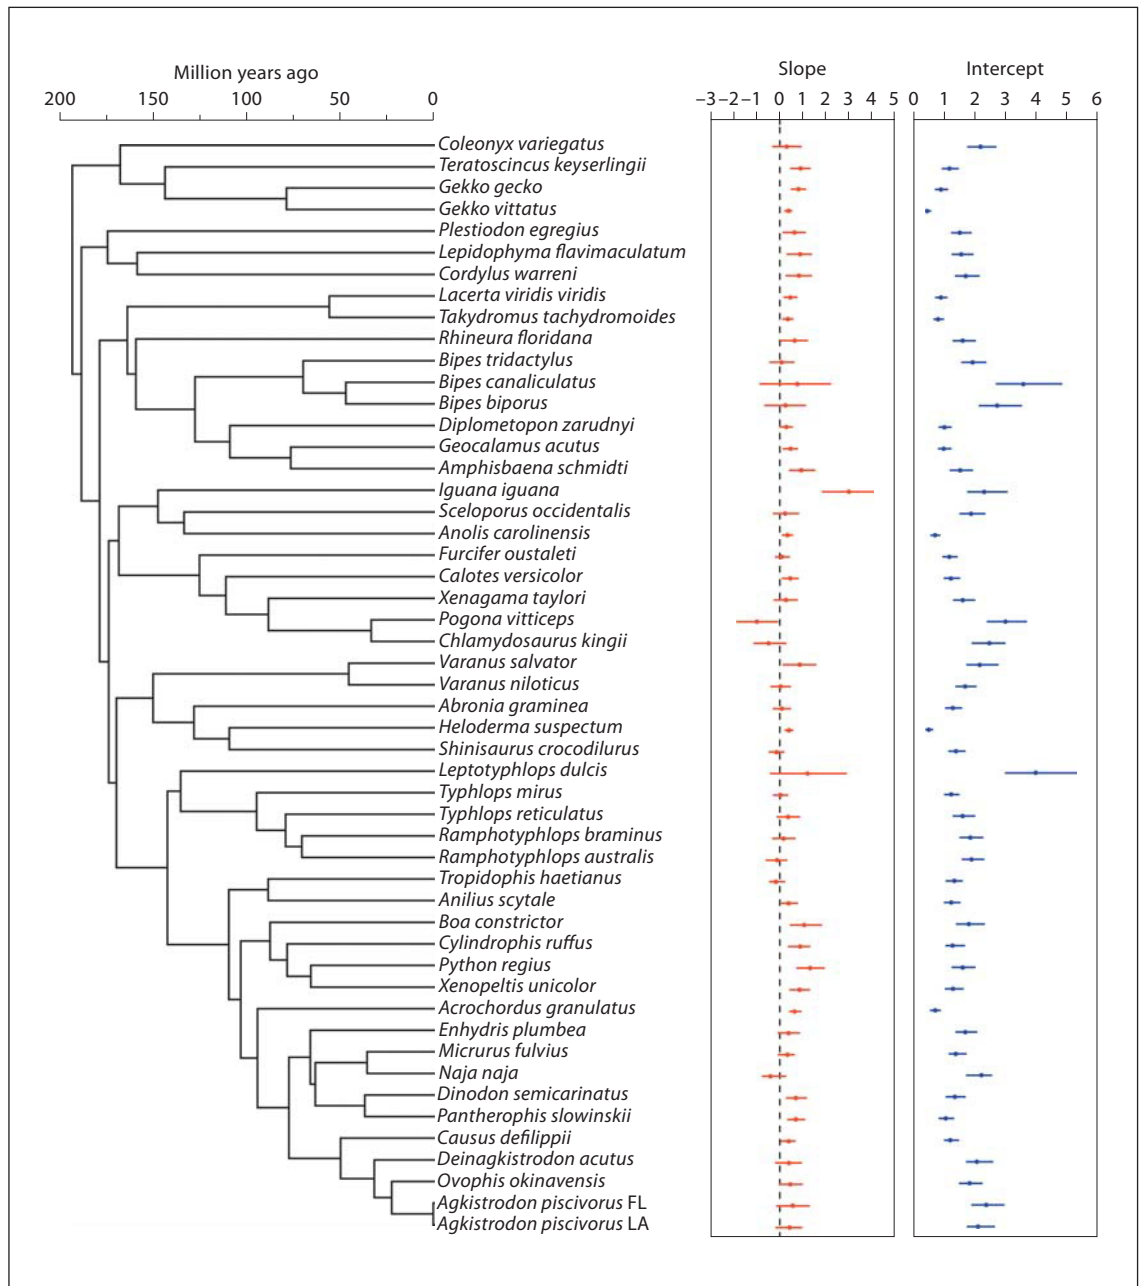 Million years ago
200 150 100 50 0
Slope
−3 −2 −1 0 1 2 3 4 5
Intercept
0 1 2 3 4 5 6
Coleonyx variegatus
Teratoscincus keyserlingii
Gekko gecko
Gekko vittatus
Plestiodon egregius
Lepidophyma flavimaculatum
Cordylus warreni
Lacerta viridis viridis
Takydromus tachydromoides
Rhineura floridana
Bipes tridactylus
Bipes canaliculatus
Bipes biporus
Diplometopon zarudnyi
Geocalamus acutus
Amphisbaena schmidti
Iguana iguana
Sceloporus occidentalis
Anolis carolinensis
Furcifer oustaleti
Calotes versicolor
Xenagama taylori
Pogona vitticeps
Chlamydosaurus kingii
Varanus salvator
Varanus niloticus
Abronia graminea
Heloderma suspectum
Shinisaurus crocodilurus
Leptotyphlops dulcis
Typhlops mirus
Typhlops reticulatus
Ramphotyphlops braminus
Ramphotyphlops australis
Tropidophis haetianus
Anilius scytale
Boa constrictor
Cylindrophis ruffus
Python regius
Xenopeltis unicolor
Acrochordus granulatus
Enhydris plumbea
Micrurus fulvius
Naja naja
Dinodon semicarinatus
Pantherophis slowinskii
Causus defilippii
Deinagkistrodon acutus
Ovophis okinavensis
Agkistrodon piscivorus FL
Agkistrodon piscivorus LA